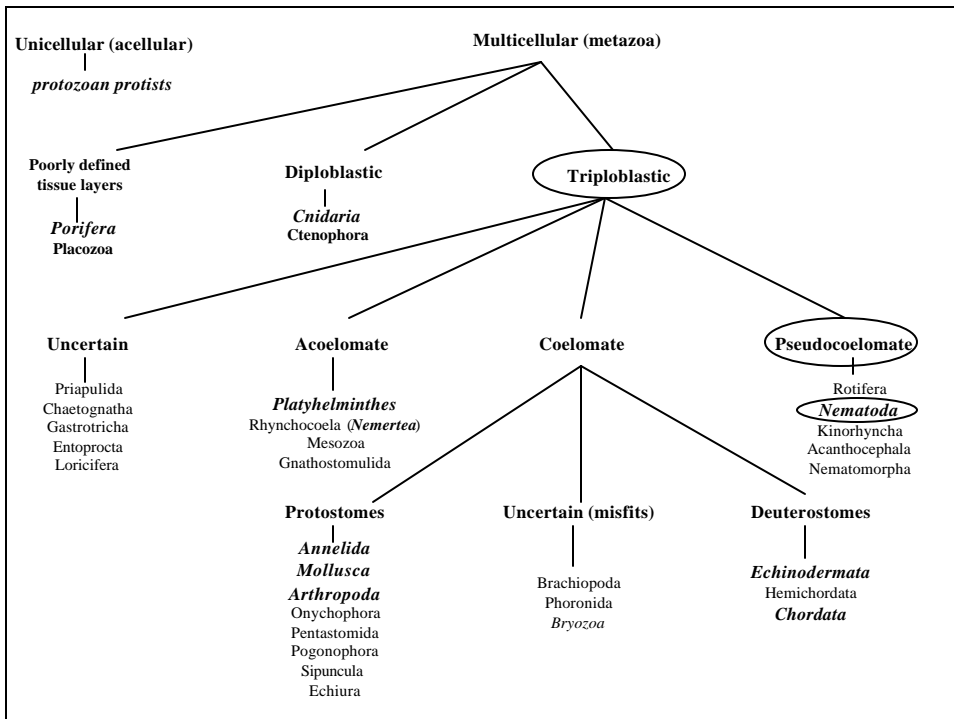 Unicellular (acellular)
protozoan protists
Multicellular (metazoa)
Poorly defined
tissue layers
Porifera
Placozoa
Diploblastic
Cnidaria
Ctenophora
Triploblastic
Uncertain
Priapulida
Chaetognatha
Gastrotricha
Entoprocta
Loricifera
Acoelomate
Platyhelminthes
Rhynchocoela (Nemertea)
Mesozoa
Gnathostomulida
Coelomate
Pseudocoelomate
Rotifera
Nematoda
Kinorhyncha
Acanthocephala
Nematomorpha
Protostomes
Annelida
Mollusca
Arthropoda
Onychophora
Pentastomida
Pogonophora
Sipuncula
Echiura
Uncertain (misfits)
Brachiopoda
Phoronida
Bryozoa
Deuterostomes
Echinodermata
Hemichordata
Chordata